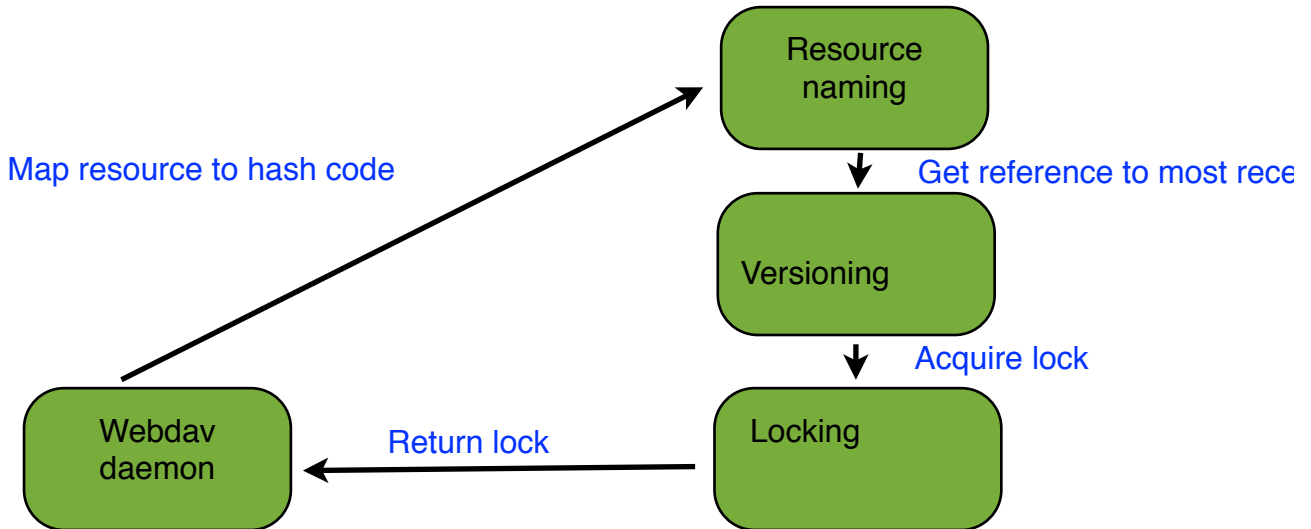 Resource
naming
Map resource to hash code
Get reference to most rece
Versioning
Acquire lock
Webdav
daemon
Return lock
Locking